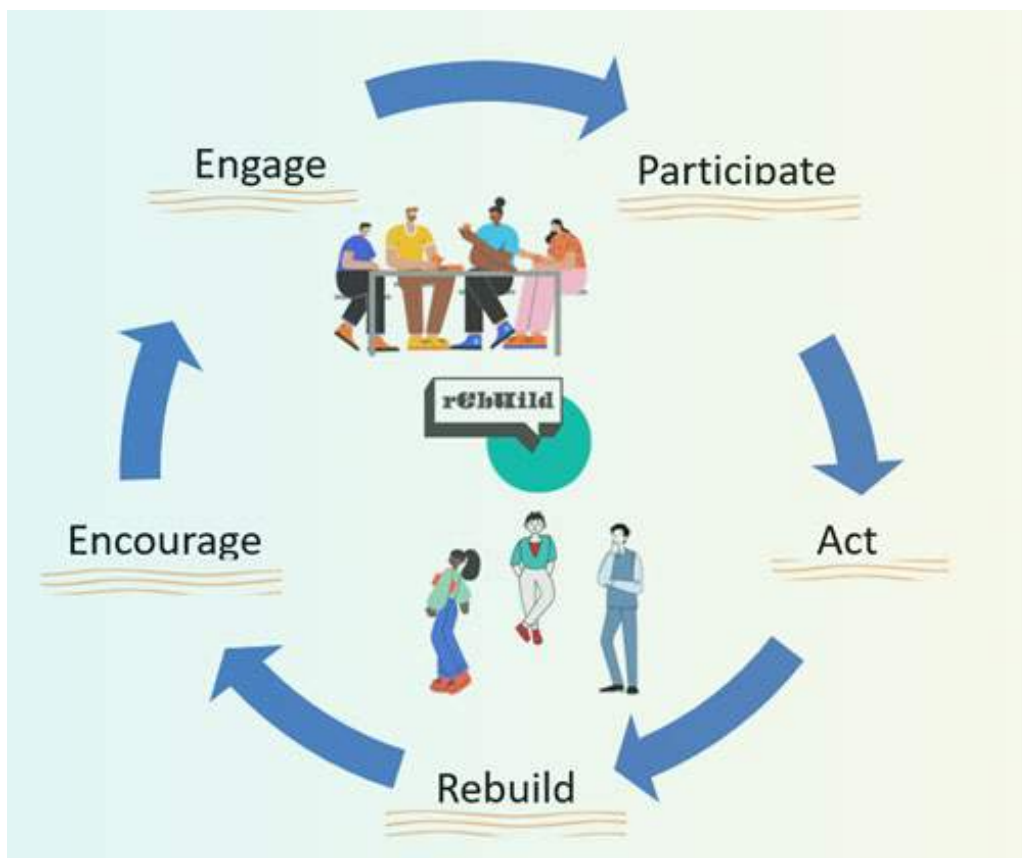 Engage
Participate
rebuild
Encourage
Act
Rebuild